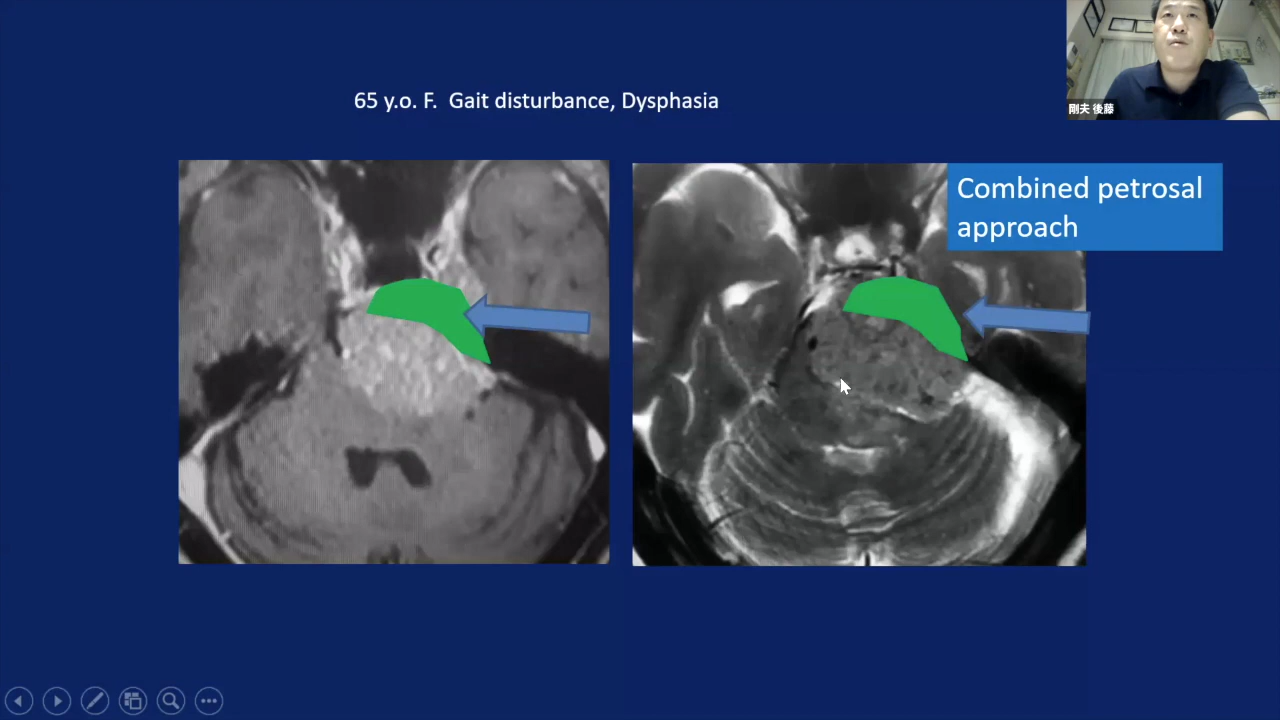 65 y.o. F. Gait disturbance, Dysphasia
Combined petrosal
approach
剛夫 後藤